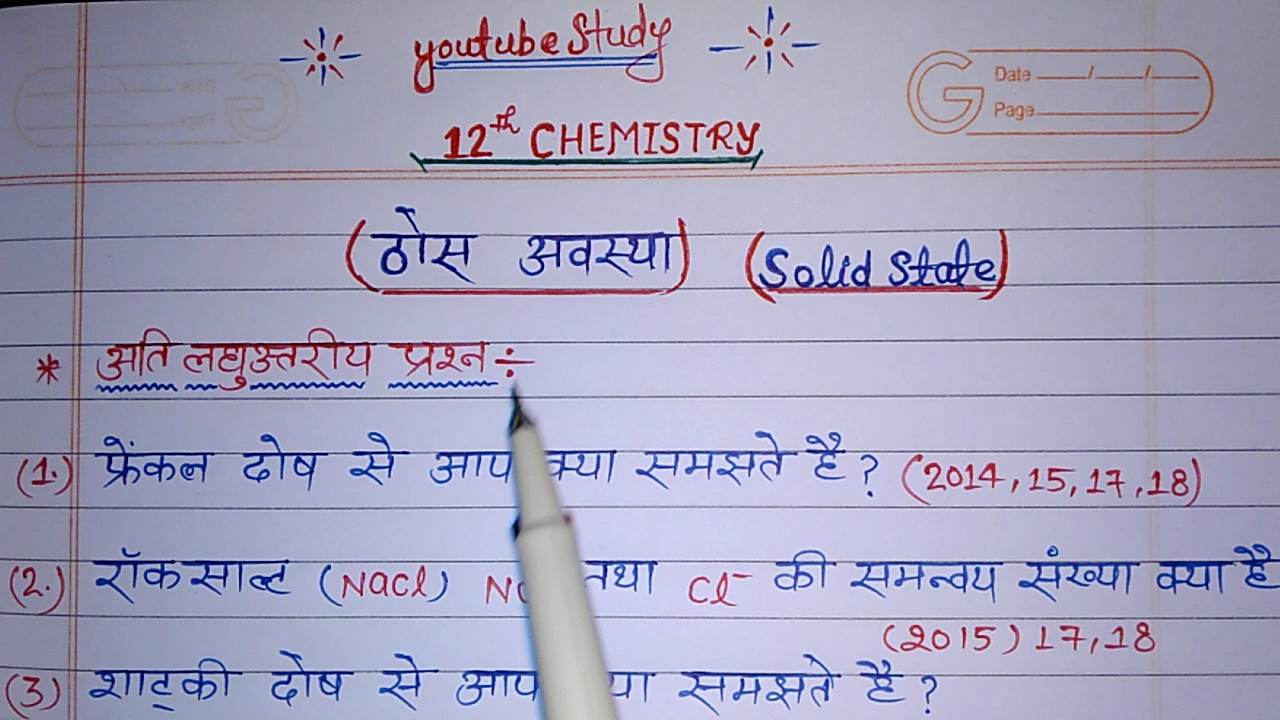 youtube Study
Date / /
Page
12th CHEMISTRY
(ठोस अवस्था) (Solid State)
* अति लघुउत्तरीय प्रश्न ÷
(1.) फ्रेंकल दोष से आप क्या समझते है? (2014, 15, 17, 18)
(2.) रॉक साल्ट (NaCl) तथा Cl⁻ की समन्वय संख्या क्या है
(2015) 17, 18
(3) शाट्की दोष से आप समझते है?